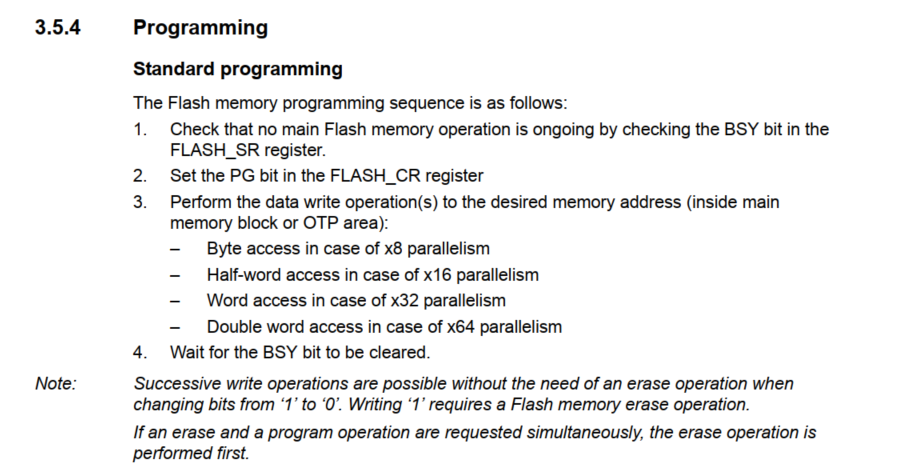 3.5.4 Programming
Standard programming
The Flash memory programming sequence is as follows:
1. Check that no main Flash memory operation is ongoing by checking the BSY bit in the
FLASH_SR register.
2. Set the PG bit in the FLASH_CR register
3. Perform the data write operation(s) to the desired memory address (inside main
memory block or OTP area):
– Byte access in case of x8 parallelism
– Half-word access in case of x16 parallelism
– Word access in case of x32 parallelism
– Double word access in case of x64 parallelism
4. Wait for the BSY bit to be cleared.
Note: Successive write operations are possible without the need of an erase operation when
changing bits from ‘1’ to ‘0’. Writing ‘1’ requires a Flash memory erase operation.
If an erase and a program operation are requested simultaneously, the erase operation is
performed first.